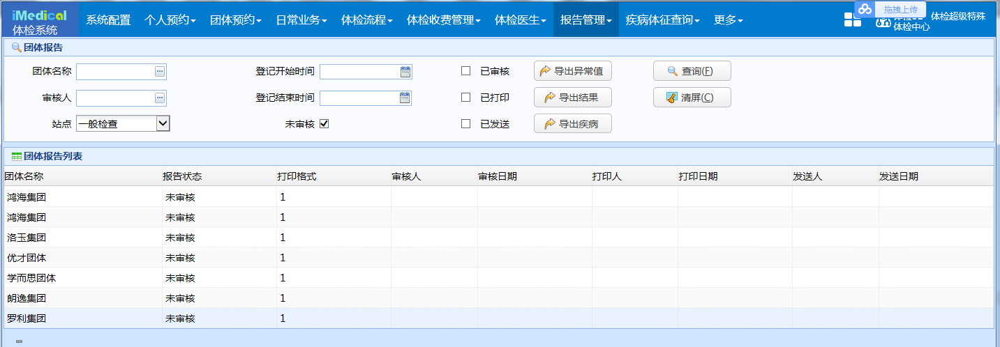 iMedical
体检系统
系统配置 个人预约 团体预约 日常业务 体检流程 体检收费管理 体检医生 报告管理 疾病体征查询 更多
拖拽上传
体检超级特殊
体检中心
团体报告
团体名称 登记开始时间 已审核 导出异常值 查询(F)
审核人 登记结束时间 已打印 导出结果 清屏(C)
站点 一般检查 未审核 已发送 导出疾病
团体报告列表
团体名称 报告状态 打印格式 审核人 审核日期 打印人 打印日期 发送人 发送日期
鸿海集团 未审核 1
鸿海集团 未审核 1
洛玉集团 未审核 1
优才团体 未审核 1
学而思团体 未审核 1
朗逸集团 未审核 1
罗利集团 未审核 1